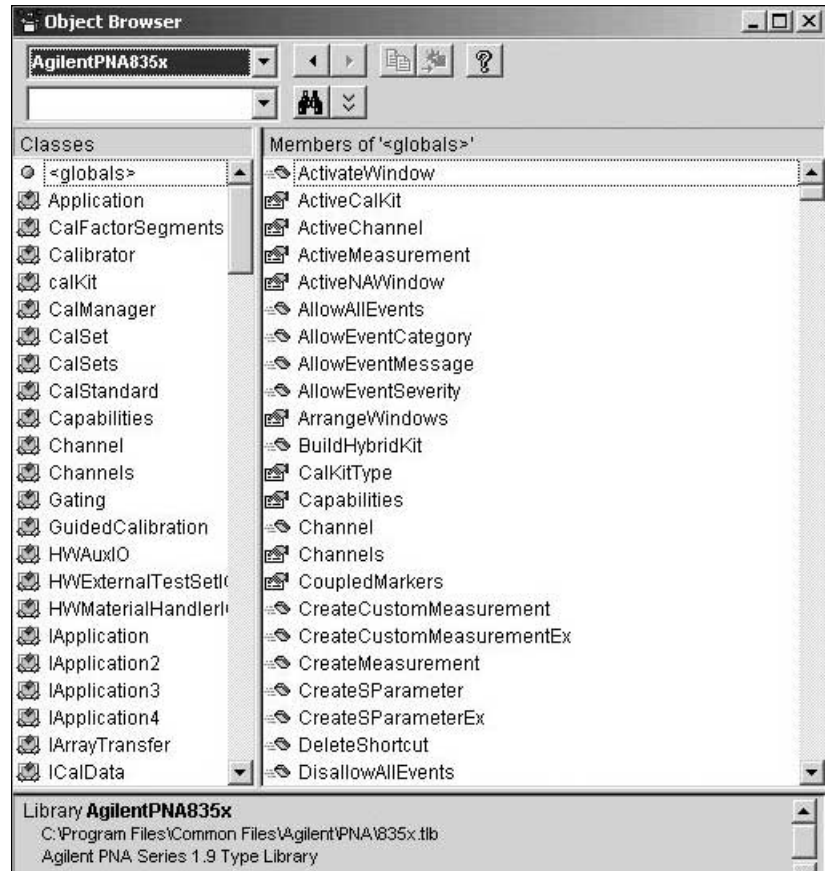 Object Browser
AgilentPNA835x
Classes
<globals>
Application
CalFactorSegments
Calibrator
calKit
CalManager
CalSet
CalSets
CalStandard
Capabilities
Channel
Channels
Gating
GuidedCalibration
HWAuxIO
HWExternalTestSetI
HWMaterialHandlerI
IApplication
IApplication2
IApplication3
IApplication4
IArrayTransfer
ICalData
Members of '<globals>'
ActivateWindow
ActiveCalKit
ActiveChannel
ActiveMeasurement
ActiveNAWindow
AllowAllEvents
AllowEventCategory
AllowEventMessage
AllowEventSeverity
ArrangeWindows
BuildHybridKit
CalKitType
Capabilities
Channel
Channels
CoupledMarkers
CreateCustomMeasurement
CreateCustomMeasurementEx
CreateMeasurement
CreateSParameter
CreateSParameterEx
DeleteShortcut
DisallowAllEvents
Library AgilentPNA835x
C:\Program Files\Common Files\Agilent\PNA\835x.tlb
Agilent PNA Series 1.9 Type Library